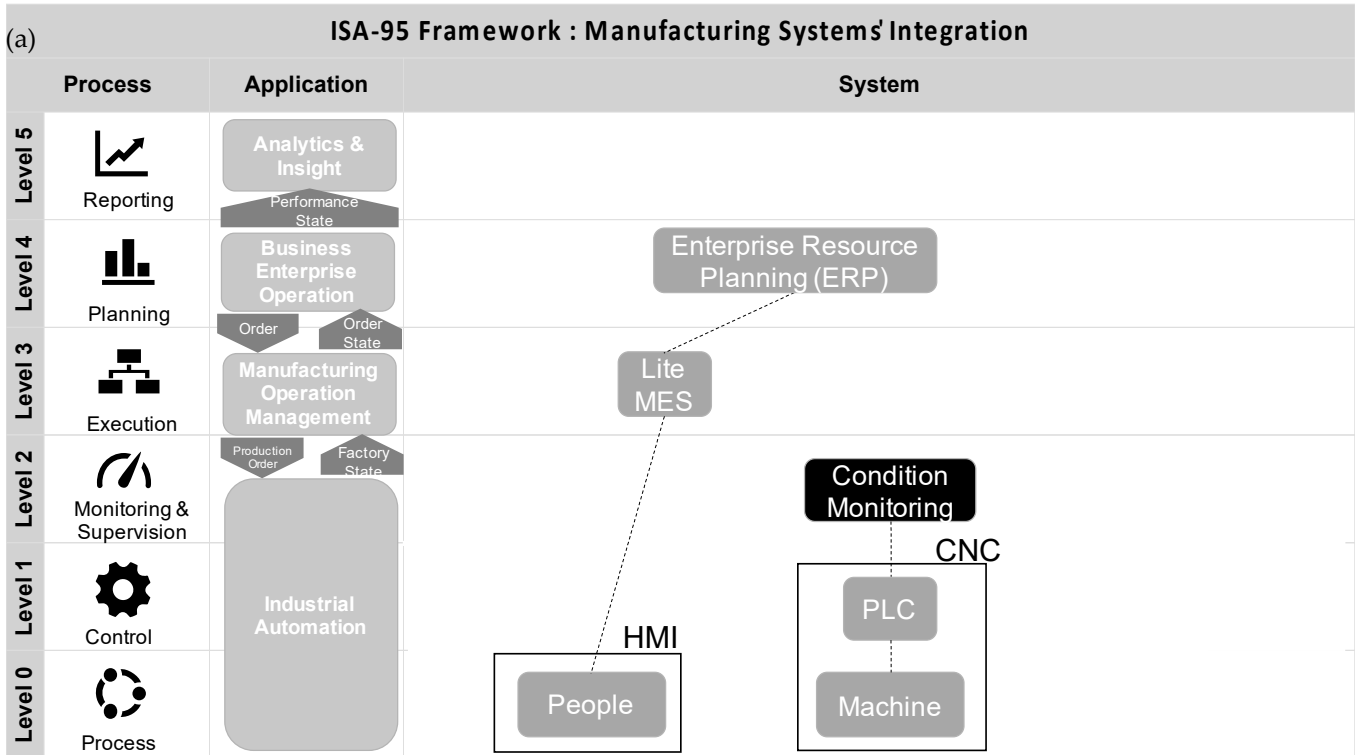 (a)
ISA-95 Framework : Manufacturing Systems' Integration
Process
Application
System
Level 5
Reporting
Analytics &
Insight
Performance
State
Level 4
Planning
Business
Enterprise
Operation
Enterprise Resource
Planning (ERP)
Order
Order
State
Level 3
Execution
Manufacturing
Operation
Management
Lite
MES
Production
Order
Factory
State
Level 2
Monitoring &
Supervision
Condition
Monitoring
Level 1
Control
Industrial
Automation
CNC
PLC
Level 0
Process
HMI
People
Machine